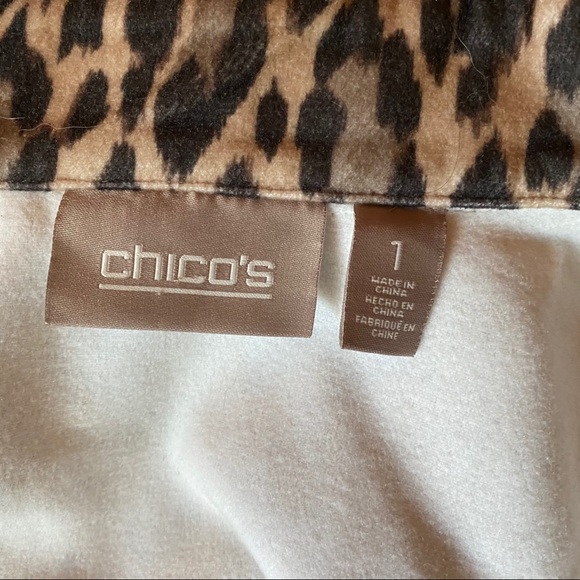 chico's
1
MADE IN
CHINA
HECHO EN
CHINA
FABRIQUÉ EN
CHINE